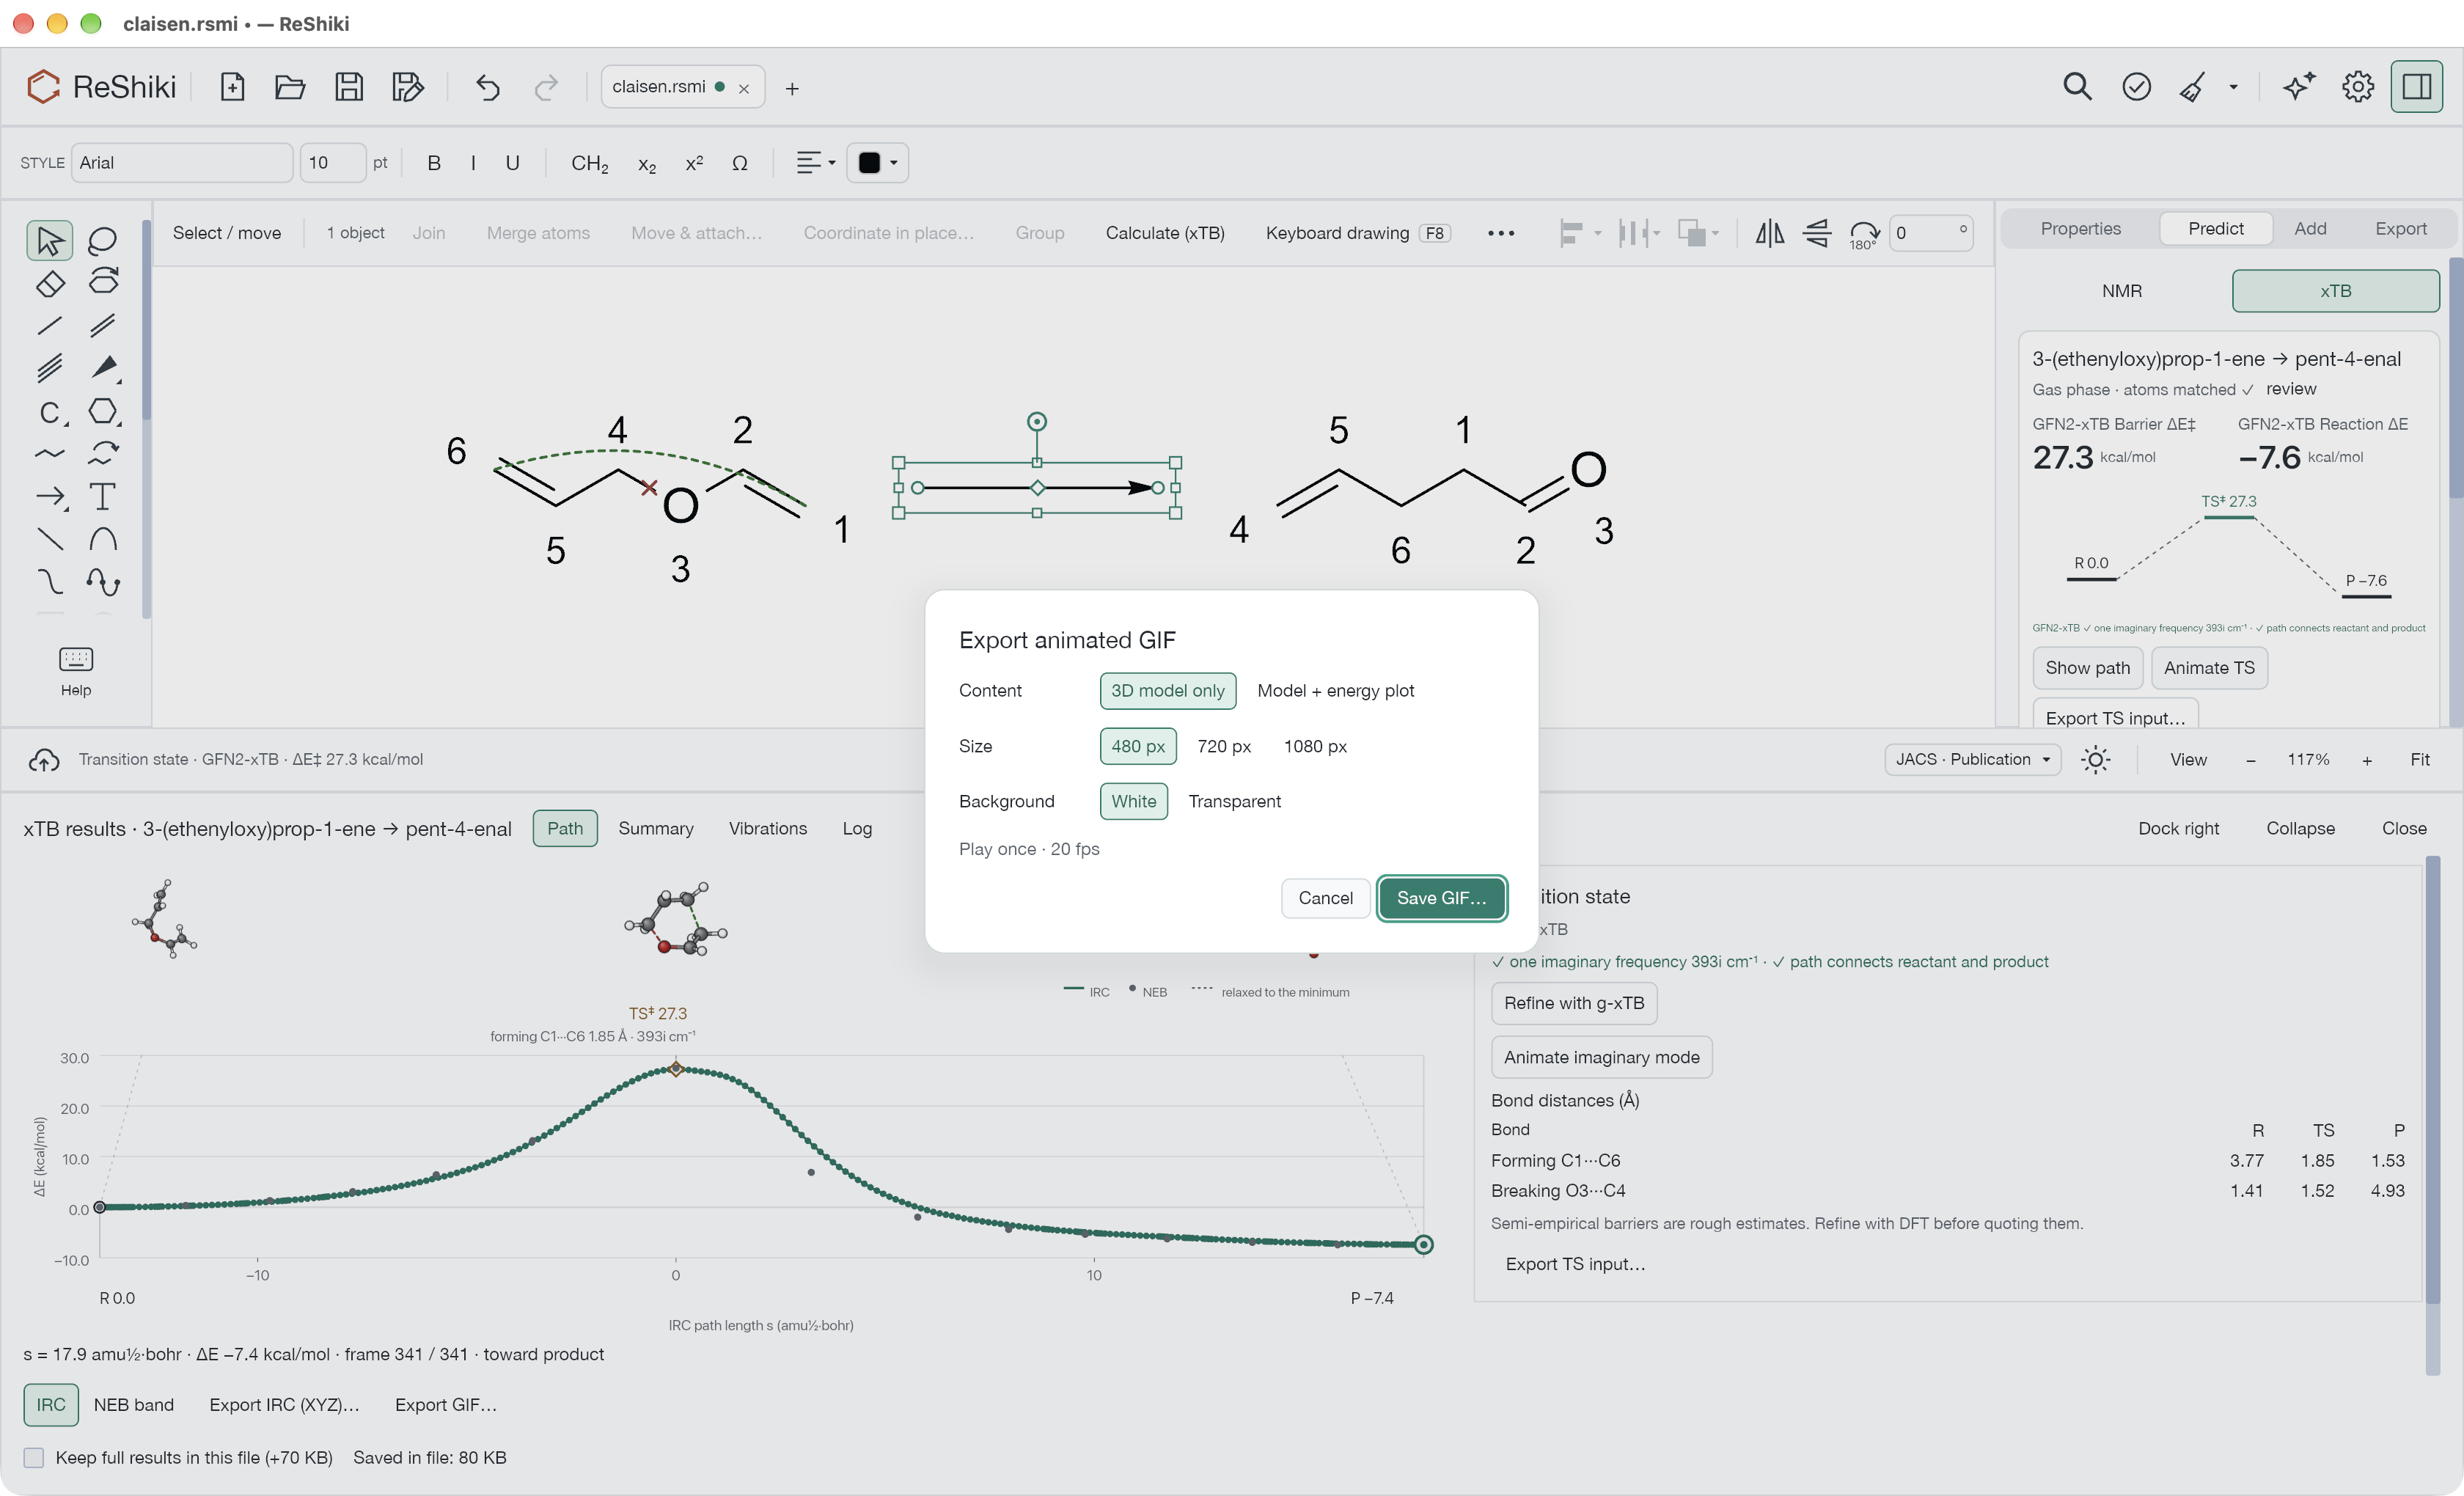 claisen.rsmi • — ReShiki
ReShiki
claisen.rsmi ● × +
STYLE Arial 10 pt B I U CH₂ x₂ x² Ω
Select / move 1 object Join Merge atoms Move & attach... Coordinate in place... Group Calculate (xTB) Keyboard drawing F8 ••• 180° 0 °
Properties Predict Add Export
NMR xTB
3-(ethenyloxy)prop-1-ene → pent-4-enal
Gas phase · atoms matched ✓ review
GFN2-xTB Barrier ΔE‡ GFN2-xTB Reaction ΔE
27.3 kcal/mol −7.6 kcal/mol
TS‡ 27.3
R 0.0
P −7.6
GFN2-xTB ✓ one imaginary frequency 393i cm⁻¹ · ✓ path connects reactant and product
Show path Animate TS
Export TS input...
C
T
Help
6 4 2
O
5 3 1
5 1
O
4 6 2 3
Export animated GIF
Content 3D model only Model + energy plot
Size 480 px 720 px 1080 px
Background White Transparent
Play once · 20 fps
Cancel Save GIF...
Transition state · GFN2-xTB · ΔE‡ 27.3 kcal/mol
JACS · Publication View − 117% + Fit
xTB results · 3-(ethenyloxy)prop-1-ene → pent-4-enal Path Summary Vibrations Log
Dock right Collapse Close
IRC NEB relaxed to the minimum
TS‡ 27.3
forming C1···C6 1.85 Å · 393i cm⁻¹
30.0
20.0
10.0
0.0
−10.0
ΔE (kcal/mol)
−10 0 10
R 0.0 P −7.4
IRC path length s (amu½·bohr)
s = 17.9 amu½·bohr · ΔE −7.4 kcal/mol · frame 341 / 341 · toward product
IRC NEB band Export IRC (XYZ)... Export GIF...
Keep full results in this file (+70 KB) Saved in file: 80 KB
ition state
xTB
✓ one imaginary frequency 393i cm⁻¹ · ✓ path connects reactant and product
Refine with g-xTB
Animate imaginary mode
Bond distances (Å)
Bond R TS P
Forming C1···C6 3.77 1.85 1.53
Breaking O3···C4 1.41 1.52 4.93
Semi-empirical barriers are rough estimates. Refine with DFT before quoting them.
Export TS input...